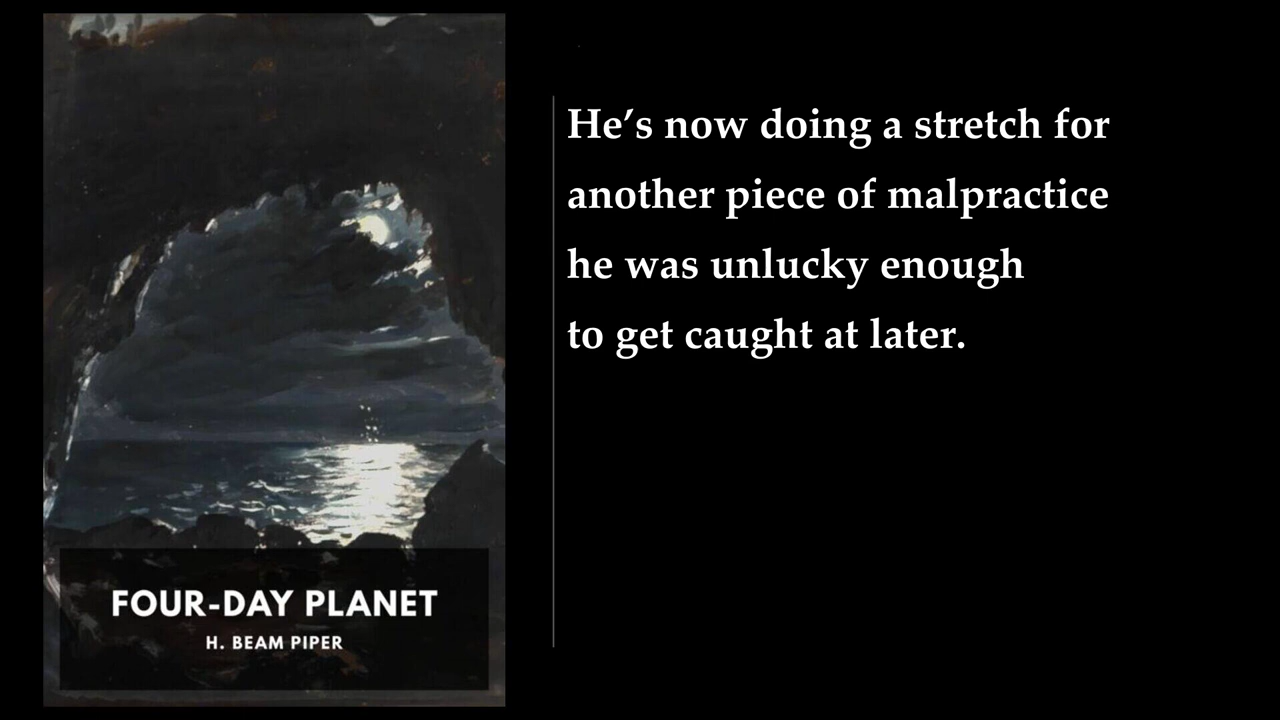 He’s now doing a stretch for
another piece of malpractice
he was unlucky enough
to get caught at later.
FOUR-DAY PLANET
H. BEAM PIPER